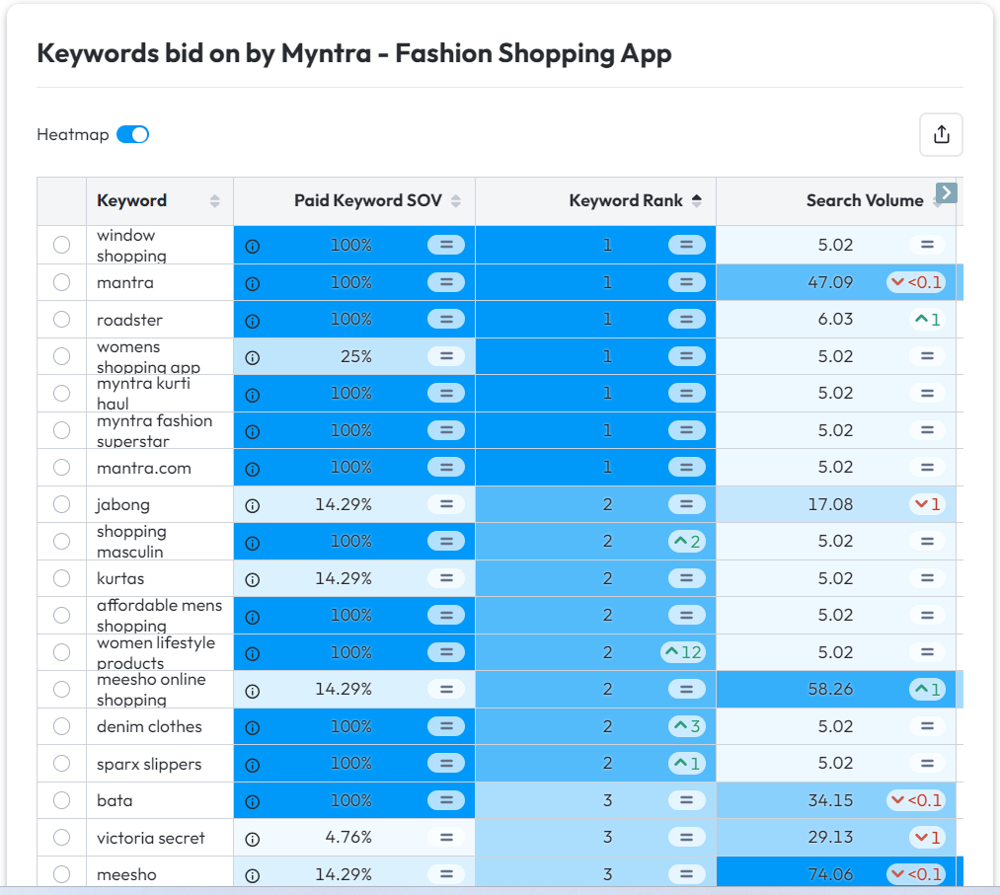 Keywords bid on by Myntra - Fashion Shopping App
Heatmap
Keyword Paid Keyword SOV Keyword Rank Search Volume
window shopping 100% = 1 = 5.02 =
mantra 100% = 1 = 47.09 <0.1
roadster 100% = 1 = 6.03 1
womens shopping app 25% = 1 = 5.02 =
myntra kurti haul 100% = 1 = 5.02 =
myntra fashion superstar 100% = 1 = 5.02 =
mantra.com 100% = 1 = 5.02 =
jabong 14.29% = 2 = 17.08 1
shopping masculin 100% = 2 2 5.02 =
kurtas 14.29% = 2 = 5.02 =
affordable mens shopping 100% = 2 = 5.02 =
women lifestyle products 100% = 2 12 5.02 =
meesho online shopping 14.29% = 2 = 58.26 1
denim clothes 100% = 2 3 5.02 =
sparx slippers 100% = 2 1 5.02 =
bata 100% = 3 = 34.15 <0.1
victoria secret 4.76% = 3 = 29.13 1
meesho 14.29% = 3 = 74.06 <0.1